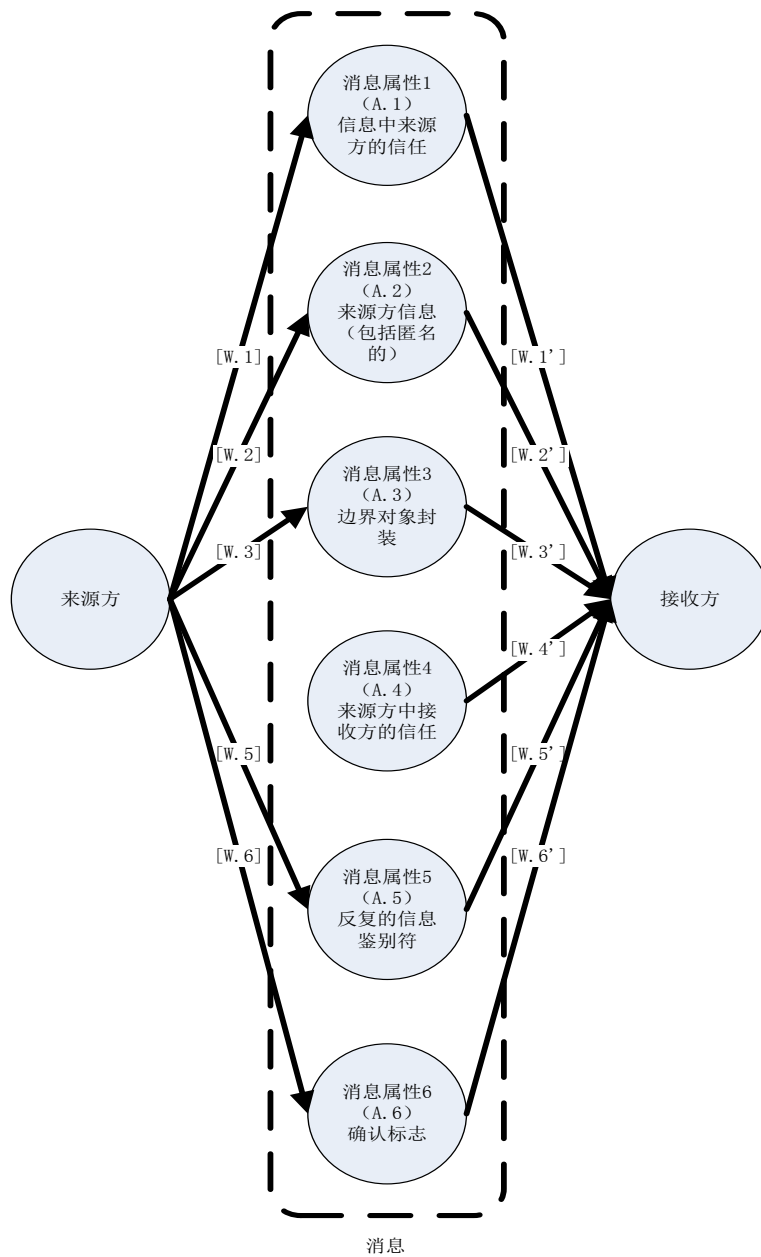 消息属性1
（A.1）
信息中来源
方的信任
消息属性2
（A.2）
来源方信息
（包括匿名
的）
[W.1]
[W.1']
[W.2]
[W.2']
消息属性3
（A.3）
边界对象封
装
[W.3]
[W.3']
来源方
接收方
[W.4']
消息属性4
（A.4）
来源方中接
收方的信任
[W.5]
[W.5']
[W.6]
[W.6']
消息属性5
（A.5）
反复的信息
鉴别符
消息属性6
（A.6）
确认标志
消息